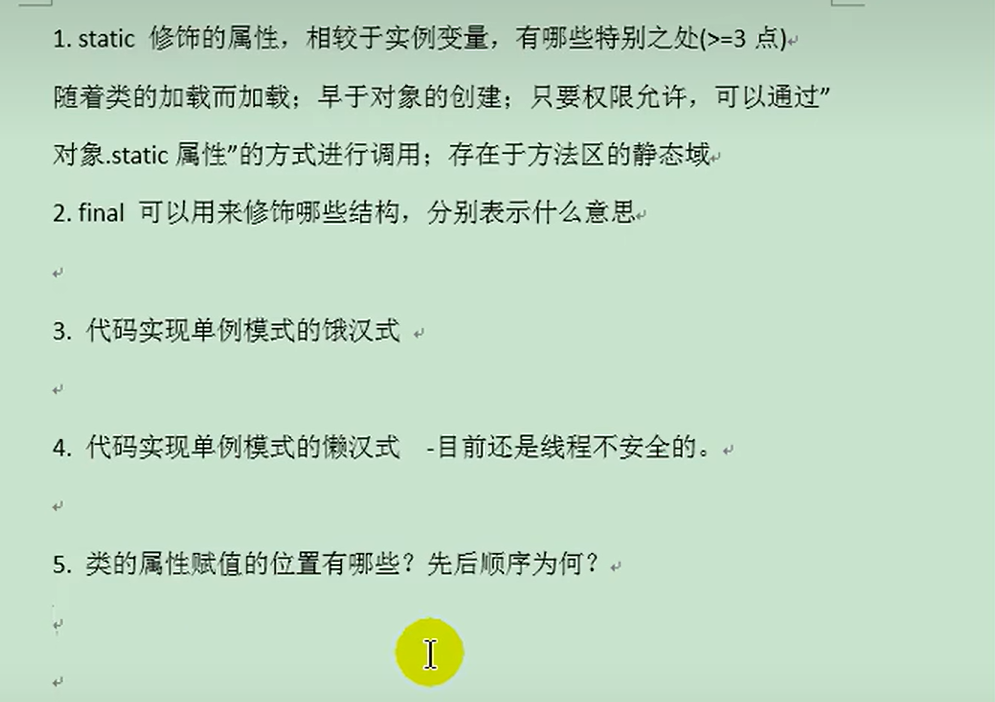 1. static 修饰的属性，相较于实例变量，有哪些特别之处(>=3 点)
随着类的加载而加载；早于对象的创建；只要权限允许，可以通过”
对象.static 属性”的方式进行调用；存在于方法区的静态域
2. final 可以用来修饰哪些结构，分别表示什么意思
3. 代码实现单例模式的饿汉式
4. 代码实现单例模式的懒汉式 -目前还是线程不安全的。
5. 类的属性赋值的位置有哪些？先后顺序为何？